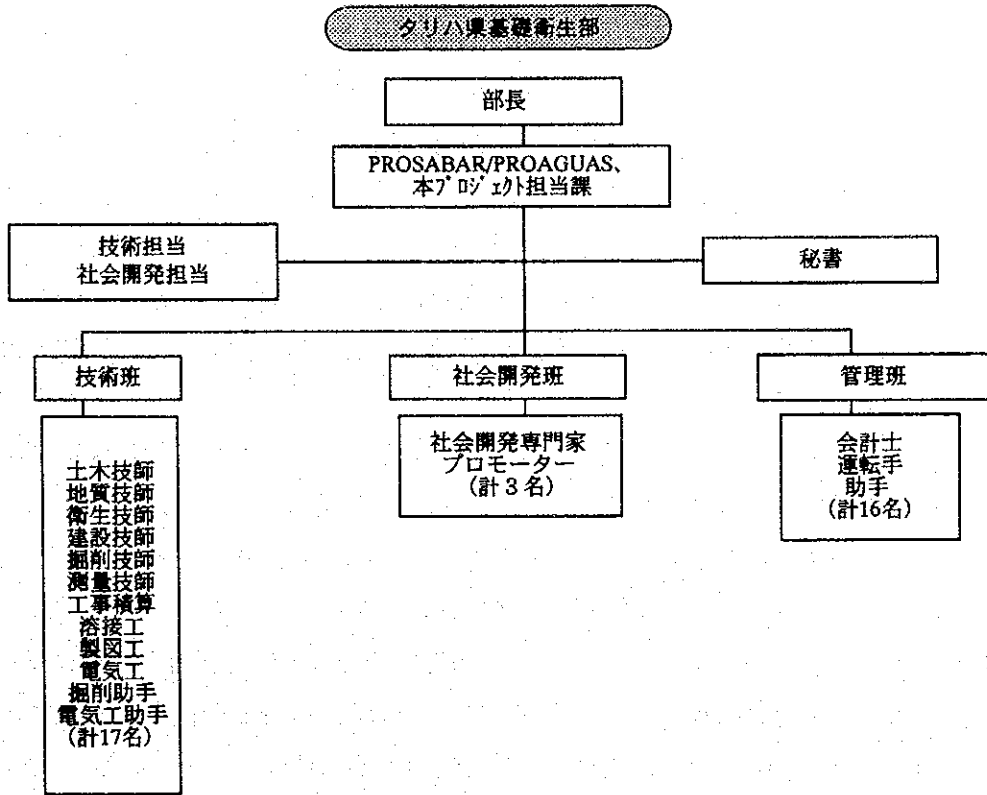 タリハ県基礎衛生部
部長
PROSABAR/PROAGUAS、
本プロジェクト担当課
技術担当
社会開発担当
秘書
技術班
社会開発班
管理班
土木技師
地質技師
衛生技師
建設技師
掘削技師
測量技師
工事積算
溶接工
製図工
電気工
掘削助手
電気工助手
(計17名)
社会開発専門家
プロモーター
(計3名)
会計士
運転手
助手
(計16名)